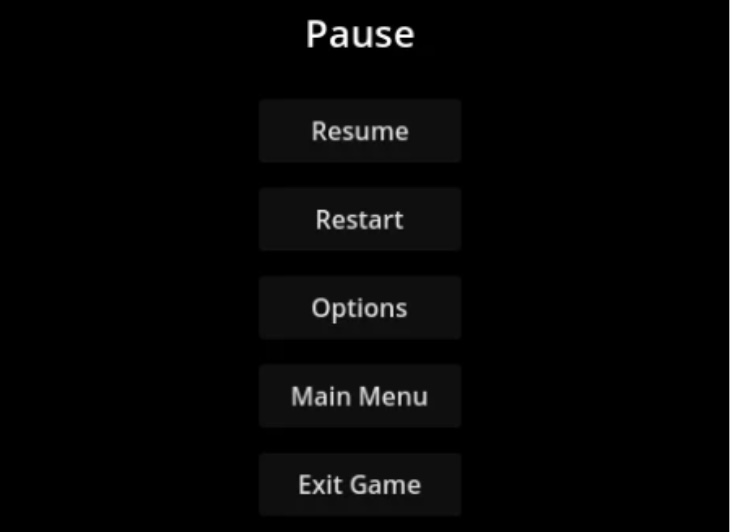 Pause
Resume
Restart
Options
Main Menu
Exit Game